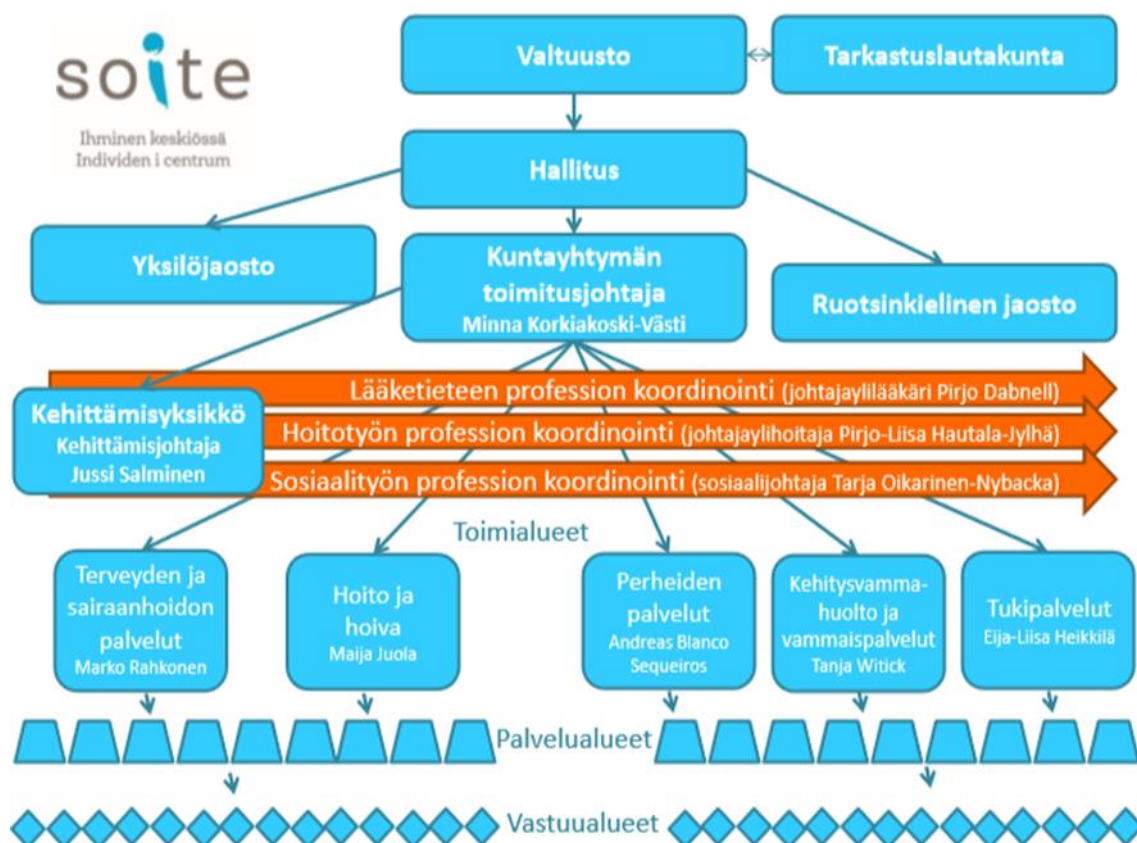 soite
Ihminen keskiössä
Individen i centrum
Valtuusto
Tarkastuslautakunta
Hallitus
Yksilöjaosto
Kuntayhtymän
toimitusjohtaja
Minna Korkiakoski-Västi
Ruotsinkielinen jaosto
Lääketieteen profession koordinointi (johtajaylilääkäri Pirjo Dabnell)
Kehittämisyksikkö
Kehittämisjohtaja
Jussi Salminen
Hoitotyön profession koordinointi (johtajaylihoitaja Pirjo-Liisa Hautala-Jylhä)
Sosiaalityön profession koordinointi (sosiaalijohtaja Tarja Oikarinen-Nybacka)
Toimialueet
Terveyden ja
sairaanhoidon
palvelut
Marko Rahkonen
Hoito ja
hoiva
Maija Juola
Perheiden
palvelut
Andreas Blanco
Sequeiros
Kehitysvamma-
huolto ja
vammaispalvelut
Tanja Witick
Tukipalvelut
Eija-Liisa Heikkilä
Palvelualueet
Vastuualueet